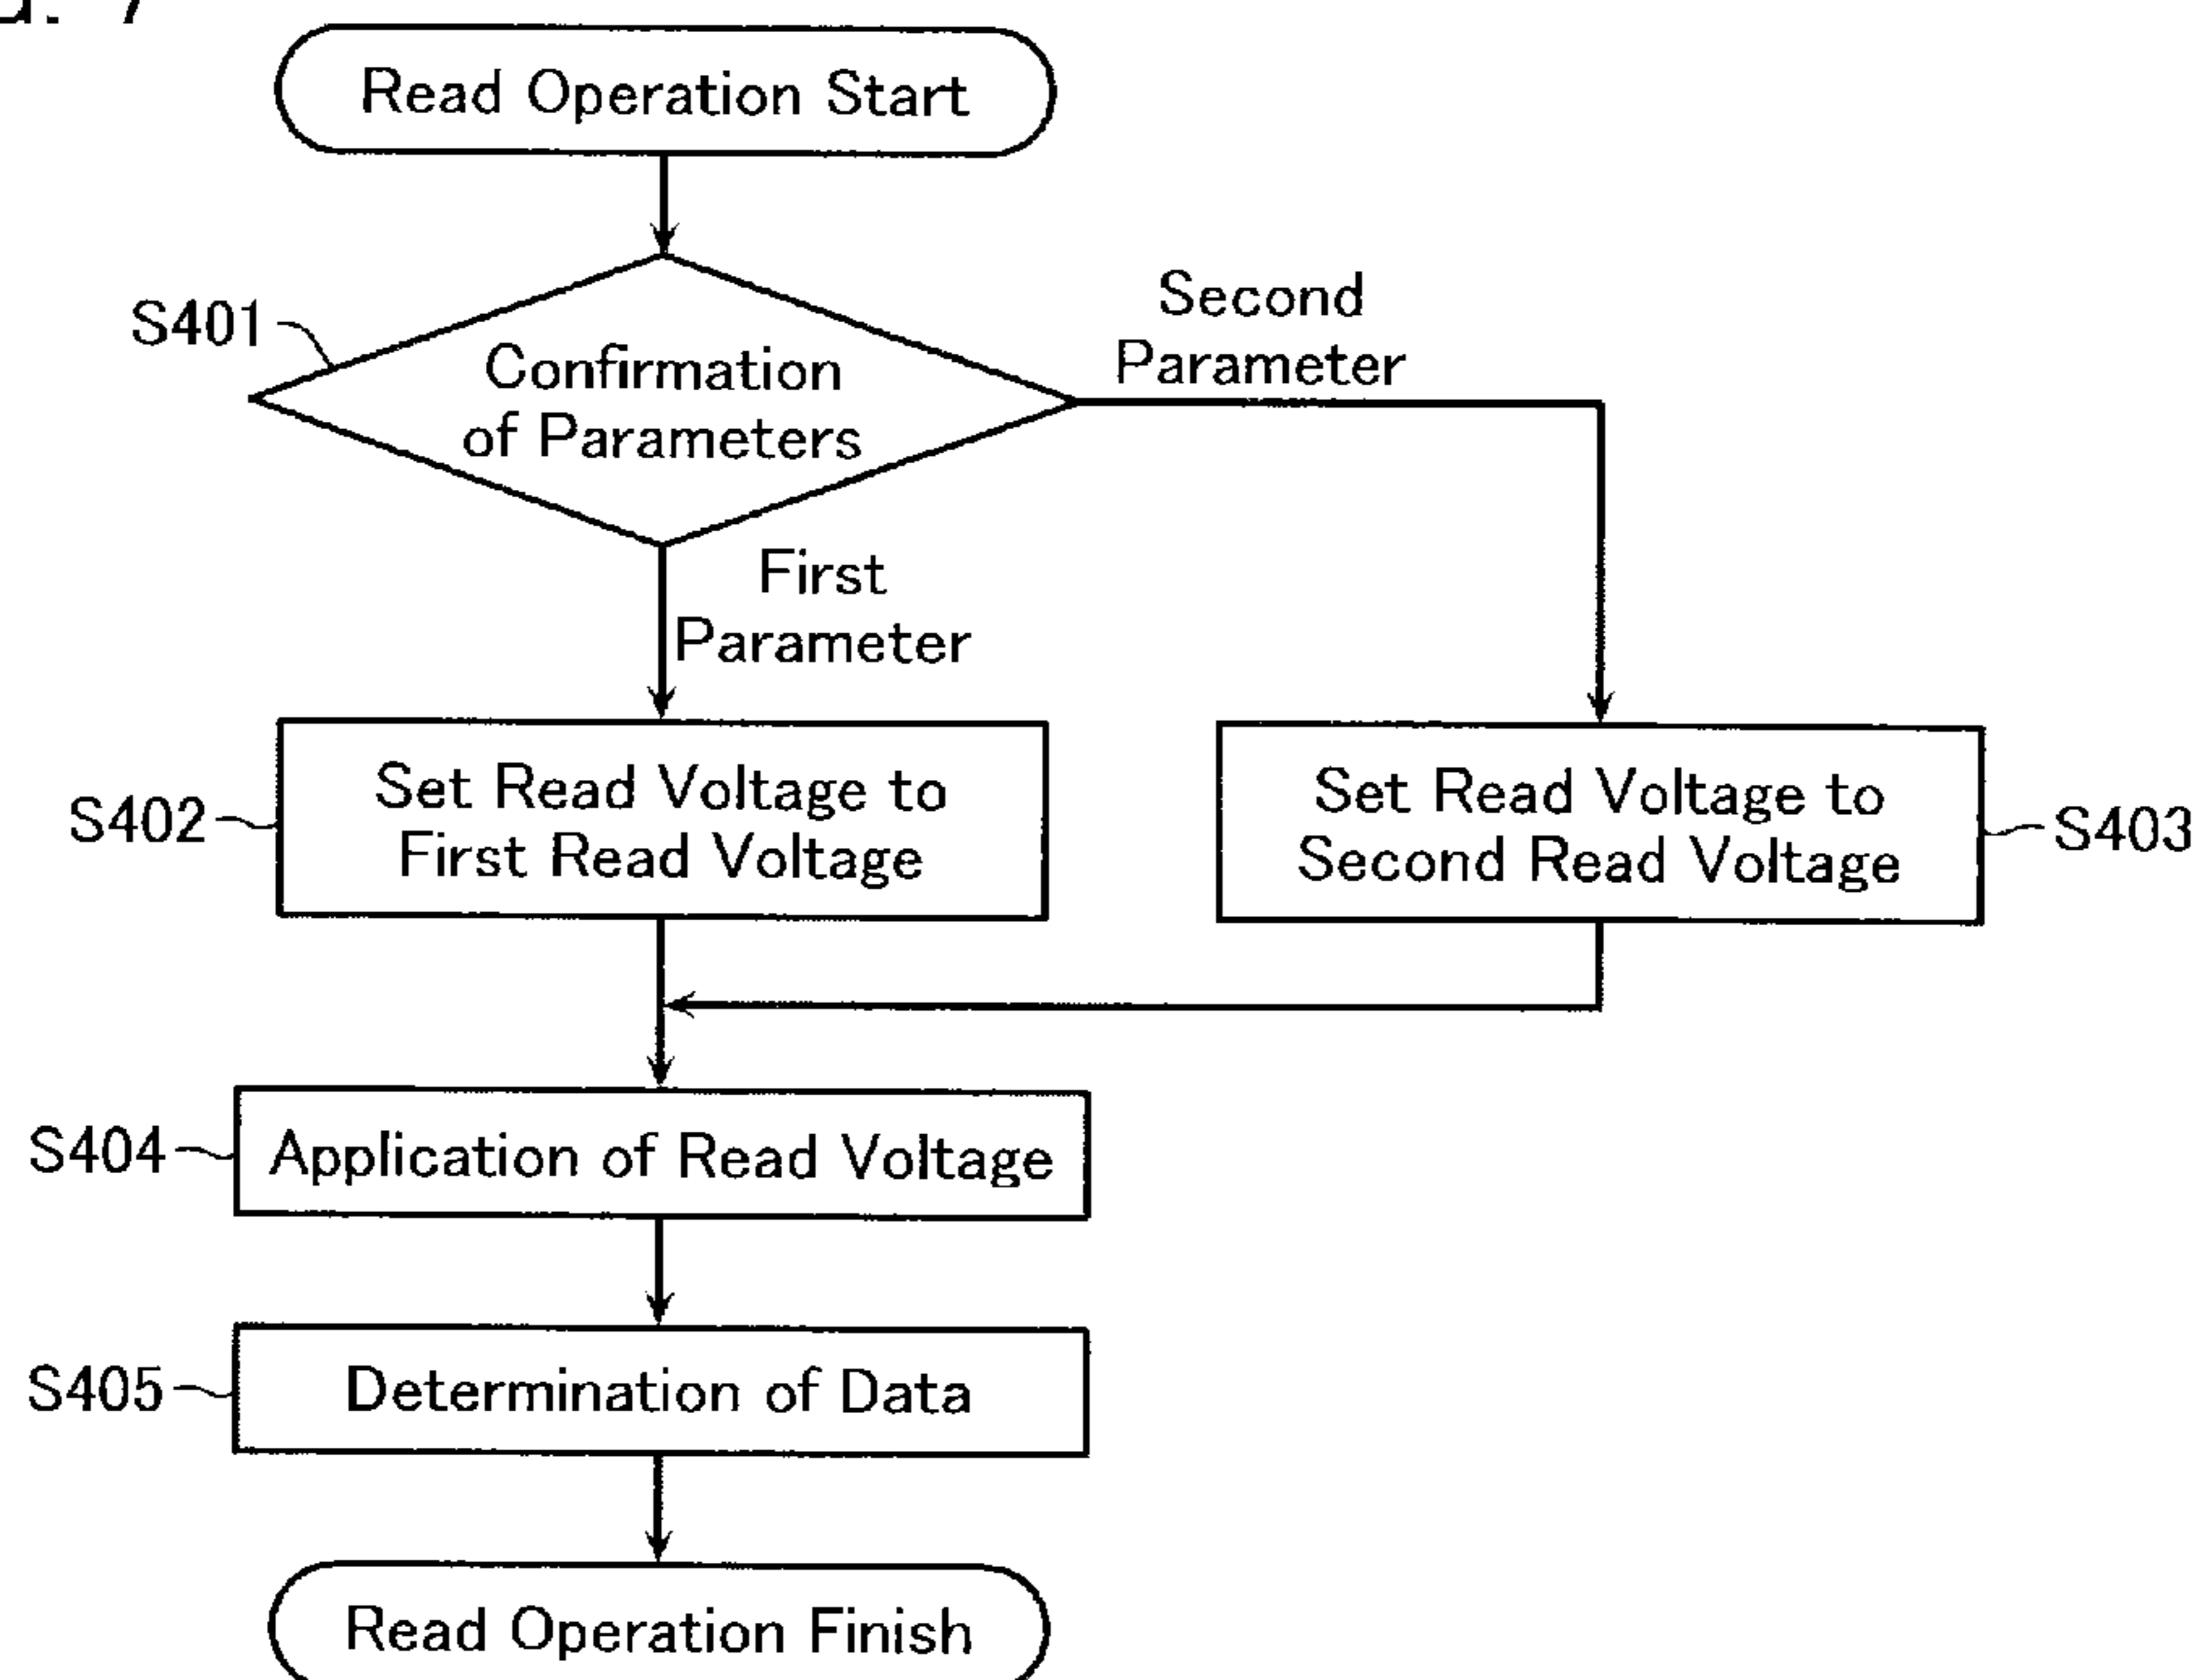 Read Operation Start
S401
Confirmation
of Parameters
Second
Parameter
First
Parameter
S402
Set Read Voltage to
First Read Voltage
Set Read Voltage to
Second Read Voltage
S403
S404
Application of Read Voltage
S405
Determination of Data
Read Operation Finish